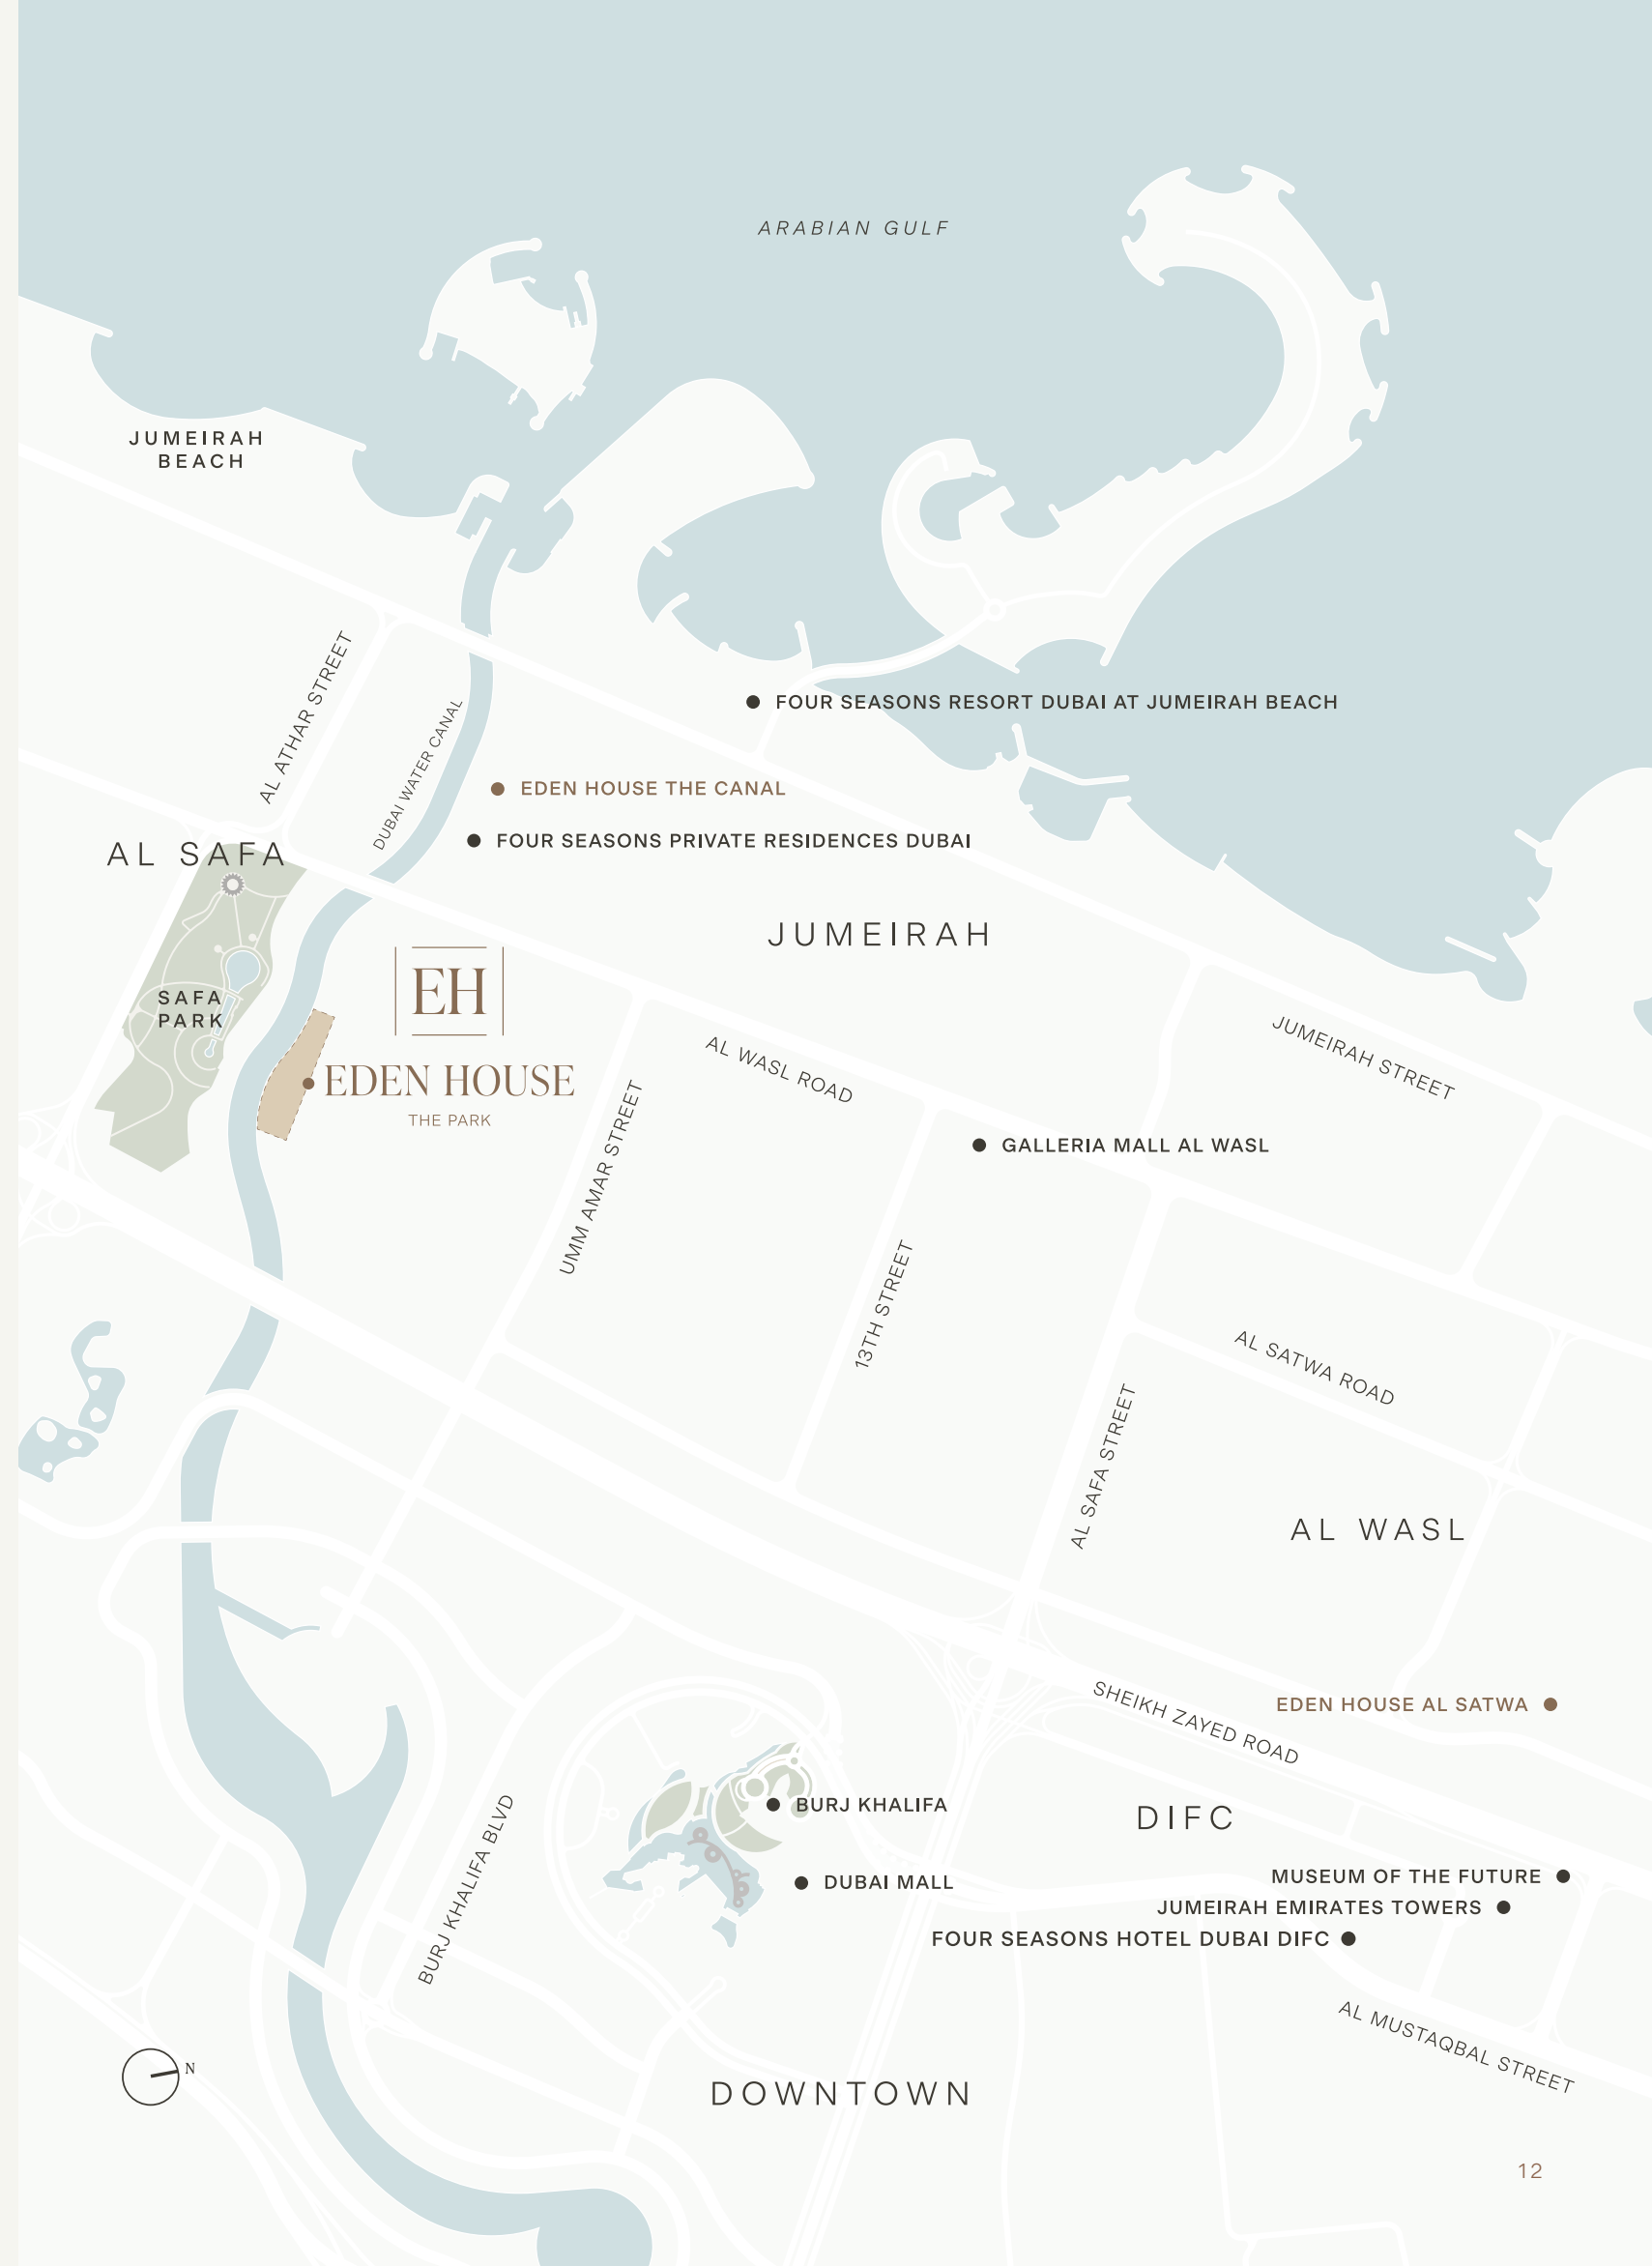 ARABIAN GULF
JUMEIRAH
BEACH
AL ATHAR STREET
DUBAI WATER CANAL
FOUR SEASONS RESORT DUBAI AT JUMEIRAH BEACH
EDEN HOUSE THE CANAL
FOUR SEASONS PRIVATE RESIDENCES DUBAI
AL SAFA
JUMEIRAH
SAFA
PARK
EH
EDEN HOUSE
THE PARK
AL WASL ROAD
JUMEIRAH STREET
UMM AMAR STREET
GALLERIA MALL AL WASL
13TH STREET
AL SATWA ROAD
AL SAFA STREET
AL WASL
SHEIKH ZAYED ROAD
EDEN HOUSE AL SATWA
BURJ KHALIFA BLVD
BURJ KHALIFA
DIFC
DUBAI MALL
MUSEUM OF THE FUTURE
JUMEIRAH EMIRATES TOWERS
FOUR SEASONS HOTEL DUBAI DIFC
AL MUSTAQBAL STREET
N
DOWNTOWN
12